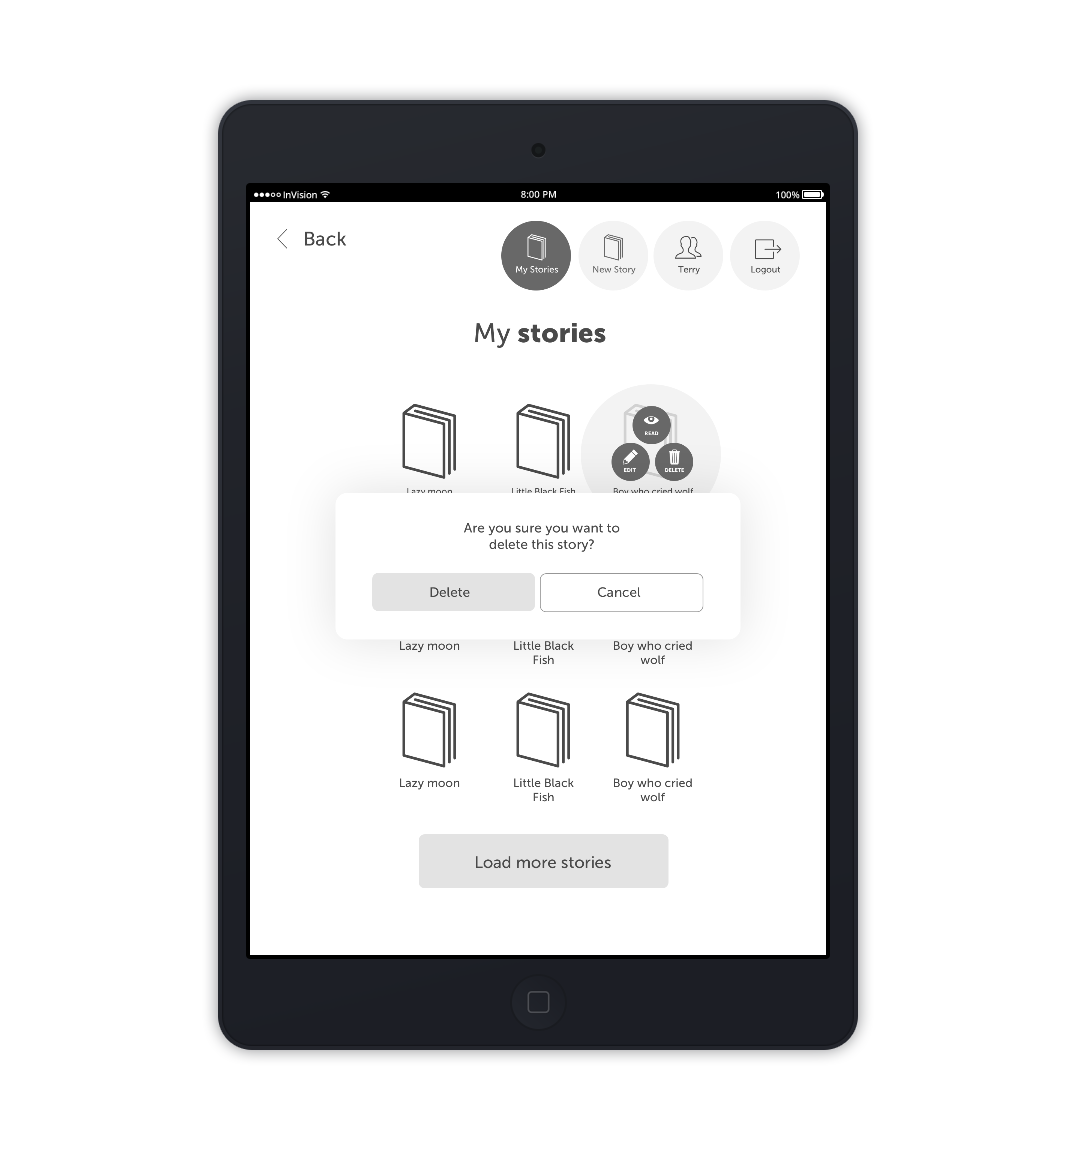 InVision
8:00 PM
100%
Back
My Stories
New Story
Terry
Logout
My stories
READ
EDIT
DELETE
Lazy moon
Little Black Fish
Boy who cried wolf
Are you sure you want to
delete this story?
Delete
Cancel
Lazy moon
Little Black
Fish
Boy who cried
wolf
Lazy moon
Little Black
Fish
Boy who cried
wolf
Load more stories